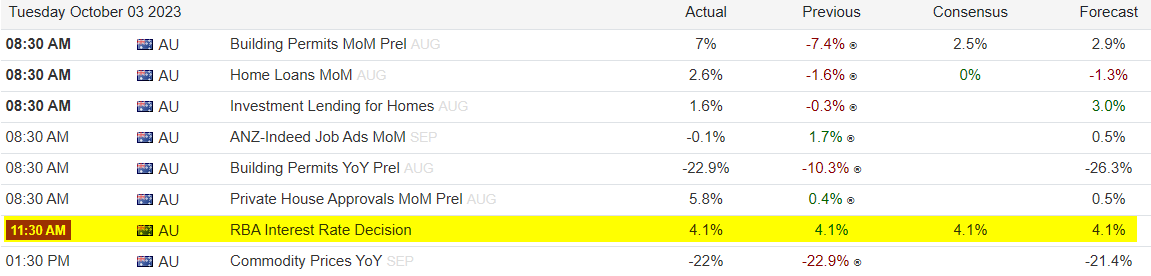 Tuesday October 03 2023 Actual Previous Consensus Forecast
08:30 AM AU Building Permits MoM Prel AUG 7% -7.4% ® 2.5% 2.9%
08:30 AM AU Home Loans MoM AUG 2.6% -1.6% ® 0% -1.3%
08:30 AM AU Investment Lending for Homes AUG 1.6% -0.3% ® 3.0%
08:30 AM AU ANZ-Indeed Job Ads MoM SEP -0.1% 1.7% ® 0.5%
08:30 AM AU Building Permits YoY Prel AUG -22.9% -10.3% ® -26.3%
08:30 AM AU Private House Approvals MoM Prel AUG 5.8% 0.4% ® 0.5%
11:30 AM AU RBA Interest Rate Decision 4.1% 4.1% 4.1% 4.1%
01:30 PM AU Commodity Prices YoY SEP -22% -22.9% ® -21.4%